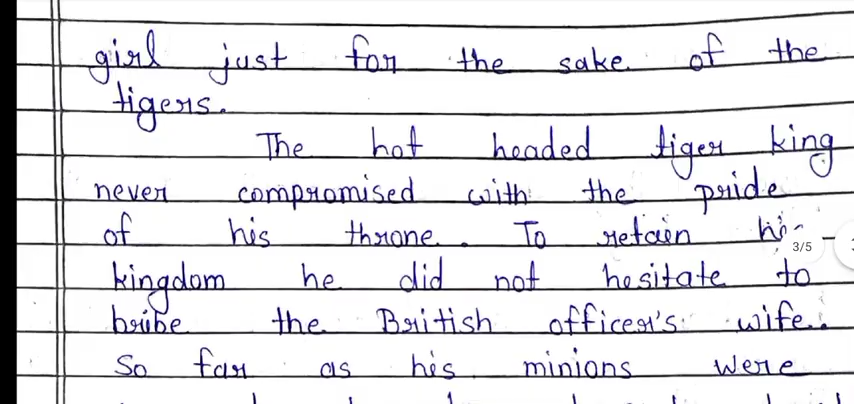 girl just for the sake of the
tigers.
The hot headed tiger king
never compromised with the pride
of his throne. To retain
3/5
kingdom he did not hesitate to
bribe the British officer's wife.
So far as his minions were